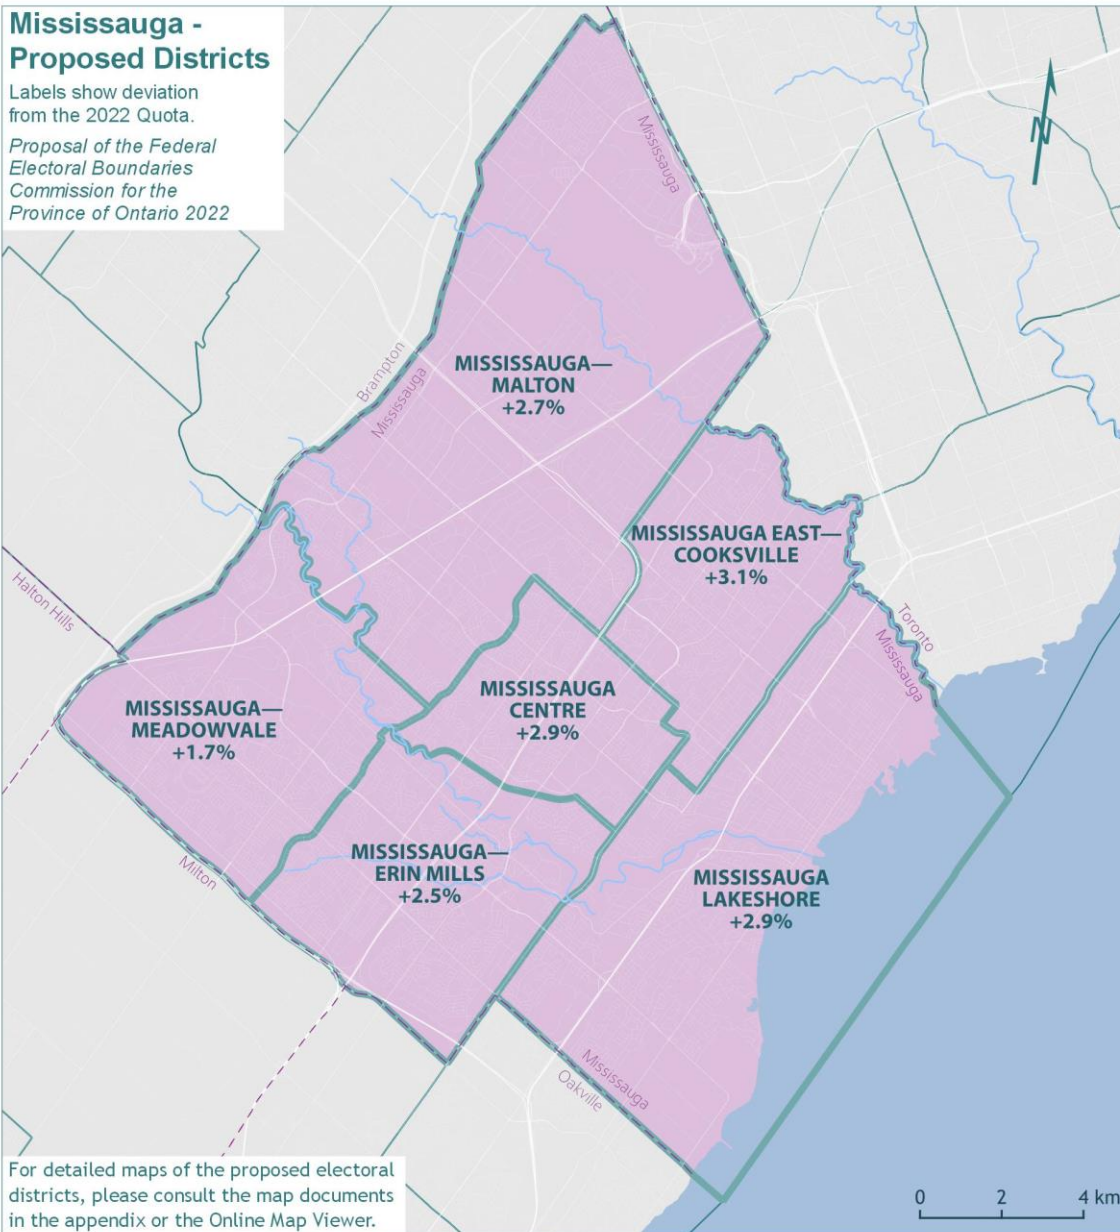 Mississauga -
Proposed Districts
Labels show deviation
from the 2022 Quota.
Proposal of the Federal
Electoral Boundaries
Commission for the
Province of Ontario 2022
N
Mississauga
Brampton
Mississauga
MISSISSAUGA—
MALTON
+2.7%
MISSISSAUGA EAST—
COOKSVILLE
+3.1%
Halton Hills
Toronto
Mississauga
MISSISSAUGA
CENTRE
+2.9%
MISSISSAUGA—
MEADOWVALE
+1.7%
MISSISSAUGA—
ERIN MILLS
+2.5%
Milton
MISSISSAUGA
LAKESHORE
+2.9%
Mississauga
Oakville
For detailed maps of the proposed electoral
districts, please consult the map documents
in the appendix or the Online Map Viewer.
0 2 4 km